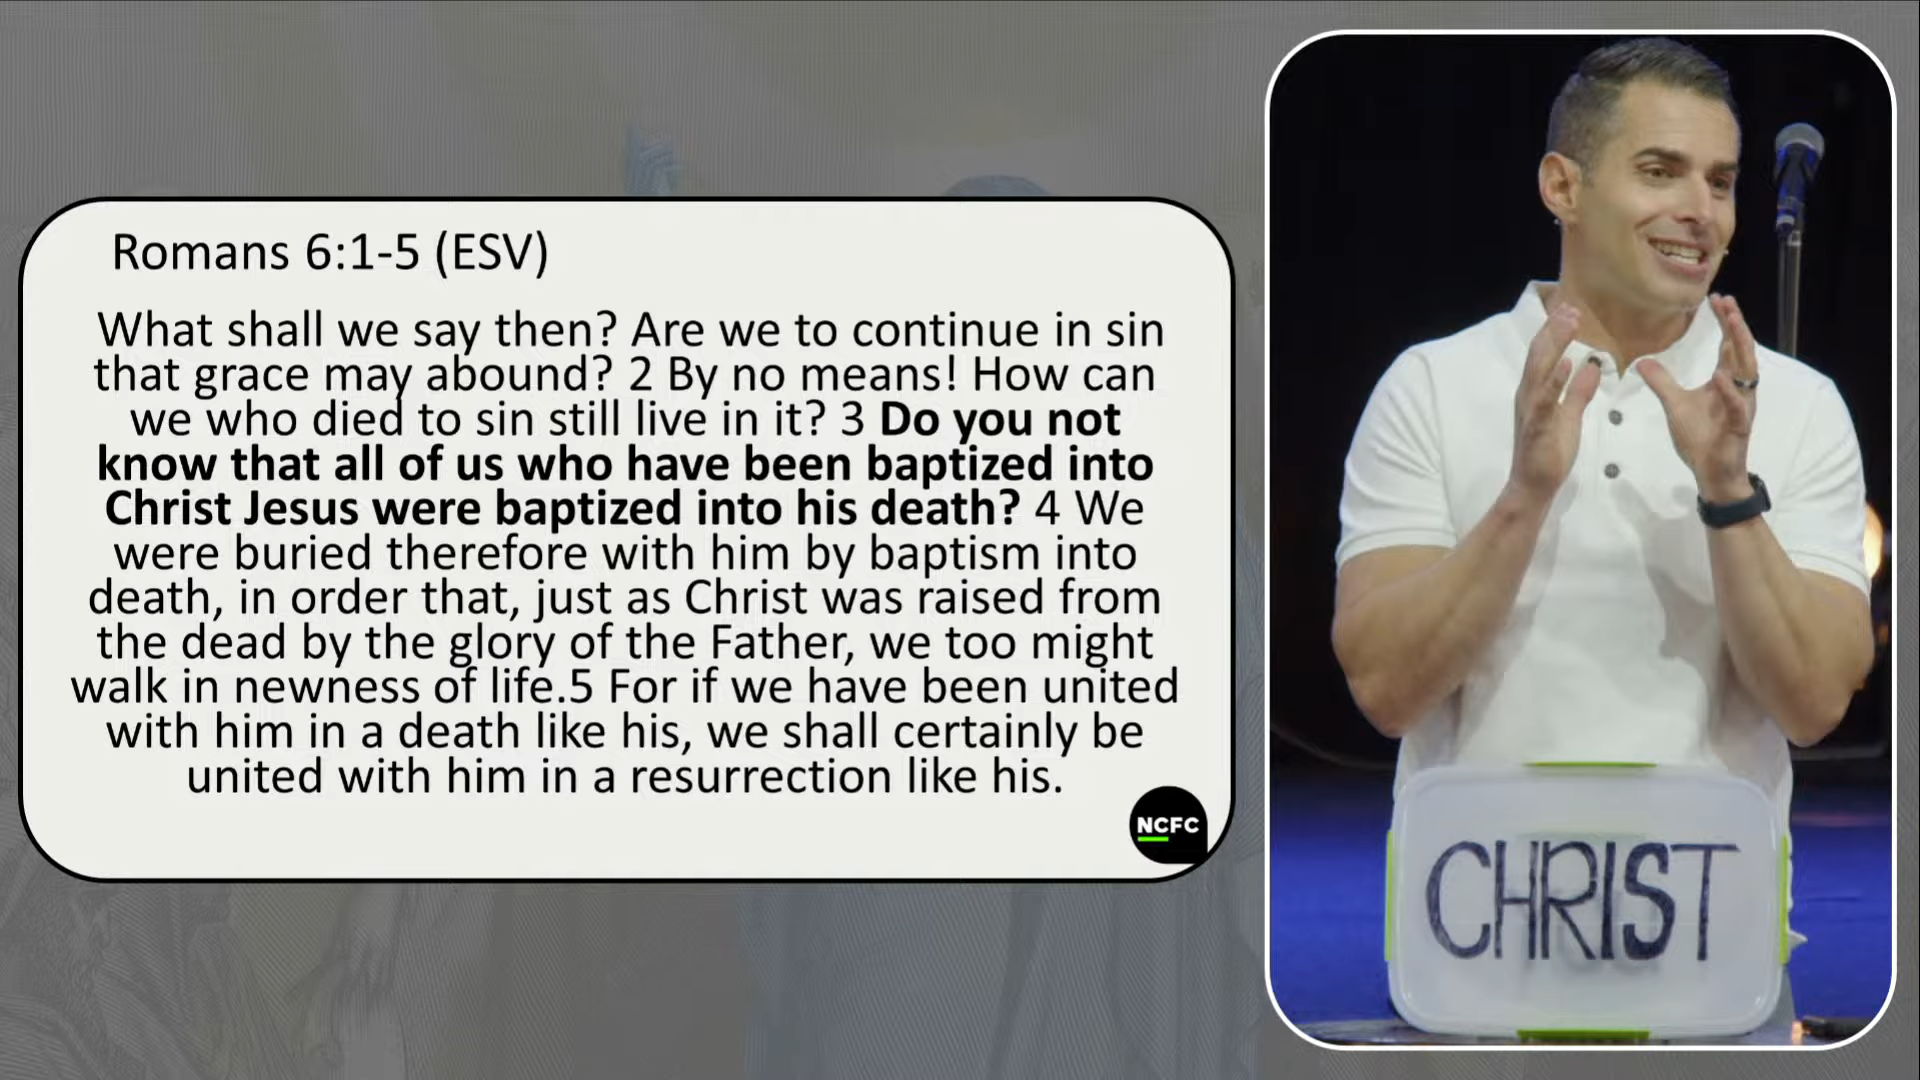 Romans 6:1-5 (ESV)
What shall we say then? Are we to continue in sin
that grace may abound? 2 By no means! How can
we who died to sin still live in it? 3 Do you not
know that all of us who have been baptized into
Christ Jesus were baptized into his death? 4 We
were buried therefore with him by baptism into
death, in order that, just as Christ was raised from
the dead by the glory of the Father, we too might
walk in newness of life.5 For if we have been united
with him in a death like his, we shall certainly be
united with him in a resurrection like his.
NCFC
CHRIST